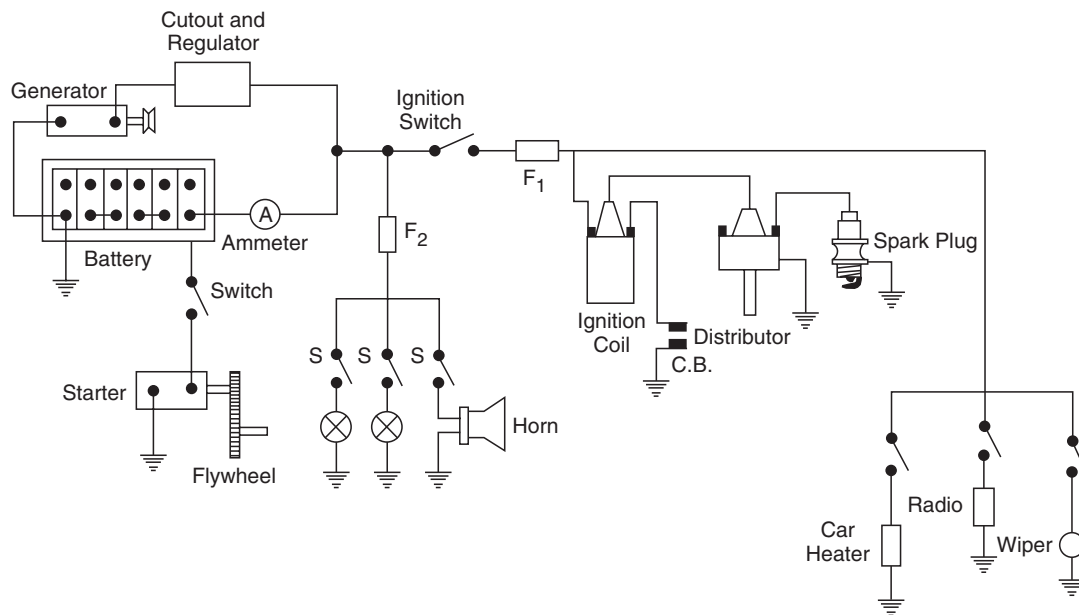 Cutout and
Regulator
Generator
Ignition
Switch
F1
A
Ammeter
F2
Battery
Spark Plug
Switch
Ignition
Coil
Distributor
C.B.
S
S
S
Starter
Horn
Flywheel
Radio
Car
Heater
Wiper